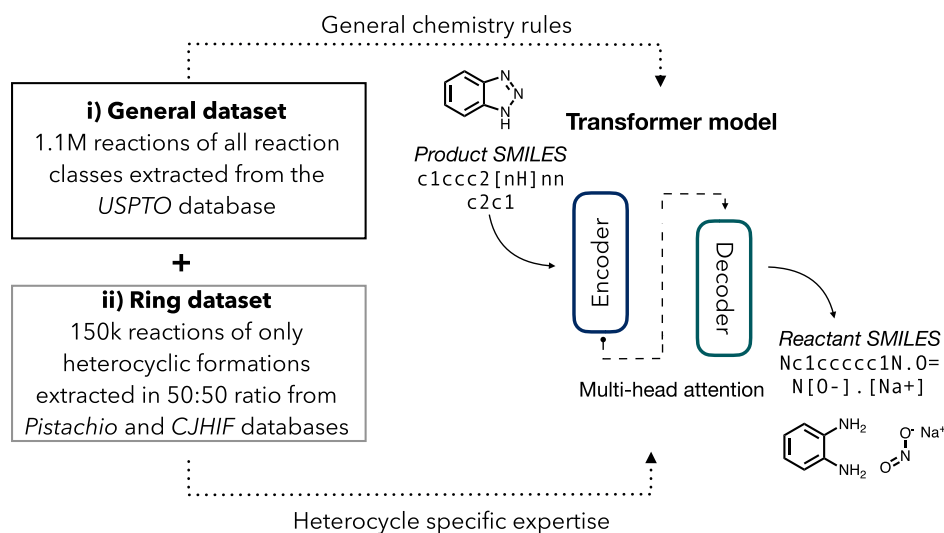 General chemistry rules
i) General dataset
1.1M reactions of all reaction
classes extracted from the
USPTO database
+
ii) Ring dataset
150k reactions of only
heterocyclic formations
extracted in 50:50 ratio from
Pistachio and CJHIF databases
N
N
N
H
Transformer model
Product SMILES
c1ccc2[nH]nn
c2c1
Encoder
Decoder
Multi-head attention
Reactant SMILES
Nc1ccccc1N.O=
N[O-].[Na+]
NH2
NH2
O- Na+
N
O
Heterocycle specific expertise